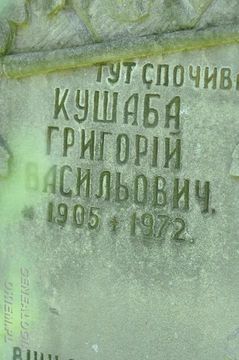 ТУТ СПОЧИВ
КУШАБА
ГРИГОРІЙ
ВАСИЛЬОВИЧ.
1905 + 1972.